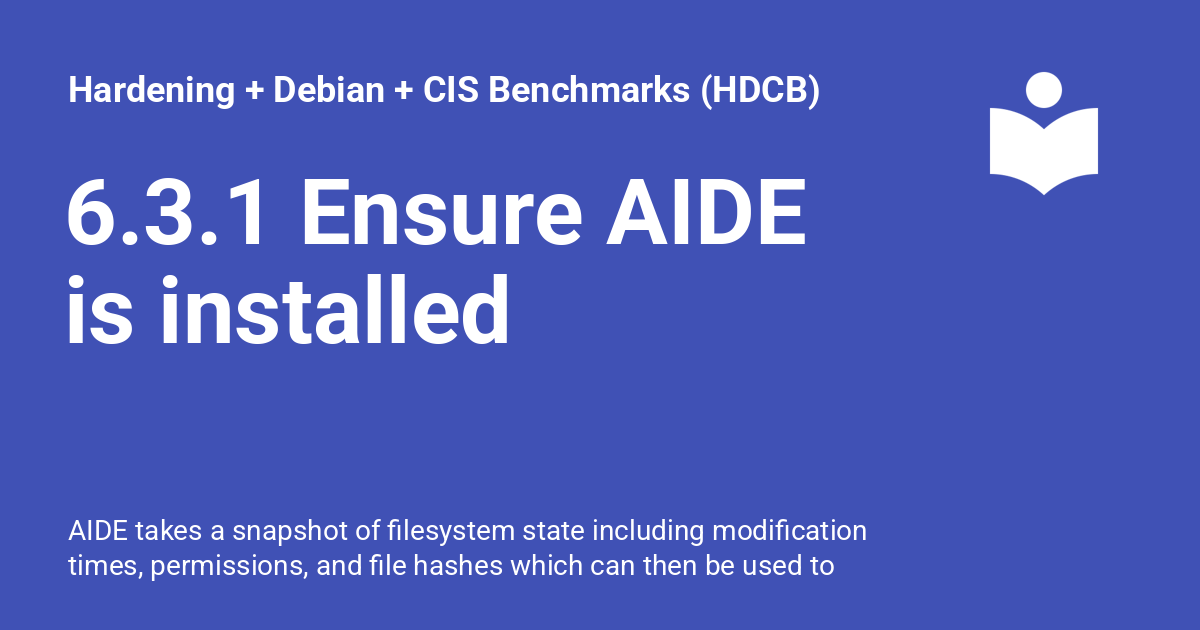 Hardening + Debian + CIS Benchmarks (HDCB)
6.3.1 Ensure AIDE
is installed
AIDE takes a snapshot of filesystem state including modification
times, permissions, and file hashes which can then be used to